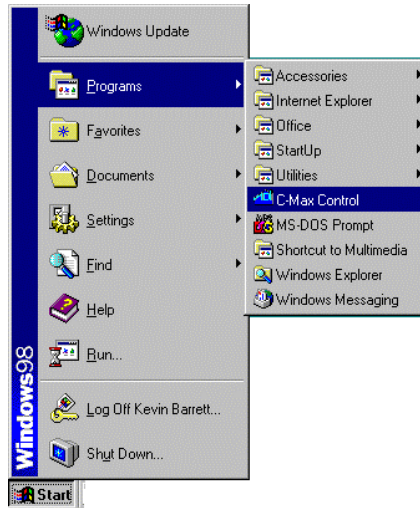 Windows Update
Programs
Favorites
Documents
Settings
Find
Help
Run...
Log Off Kevin Barrett...
Shut Down...
Windows98
Start
Accessories
Internet Explorer
Office
StartUp
Utilities
C-Max Control
MS-DOS Prompt
Shortcut to Multimedia
Windows Explorer
Windows Messaging